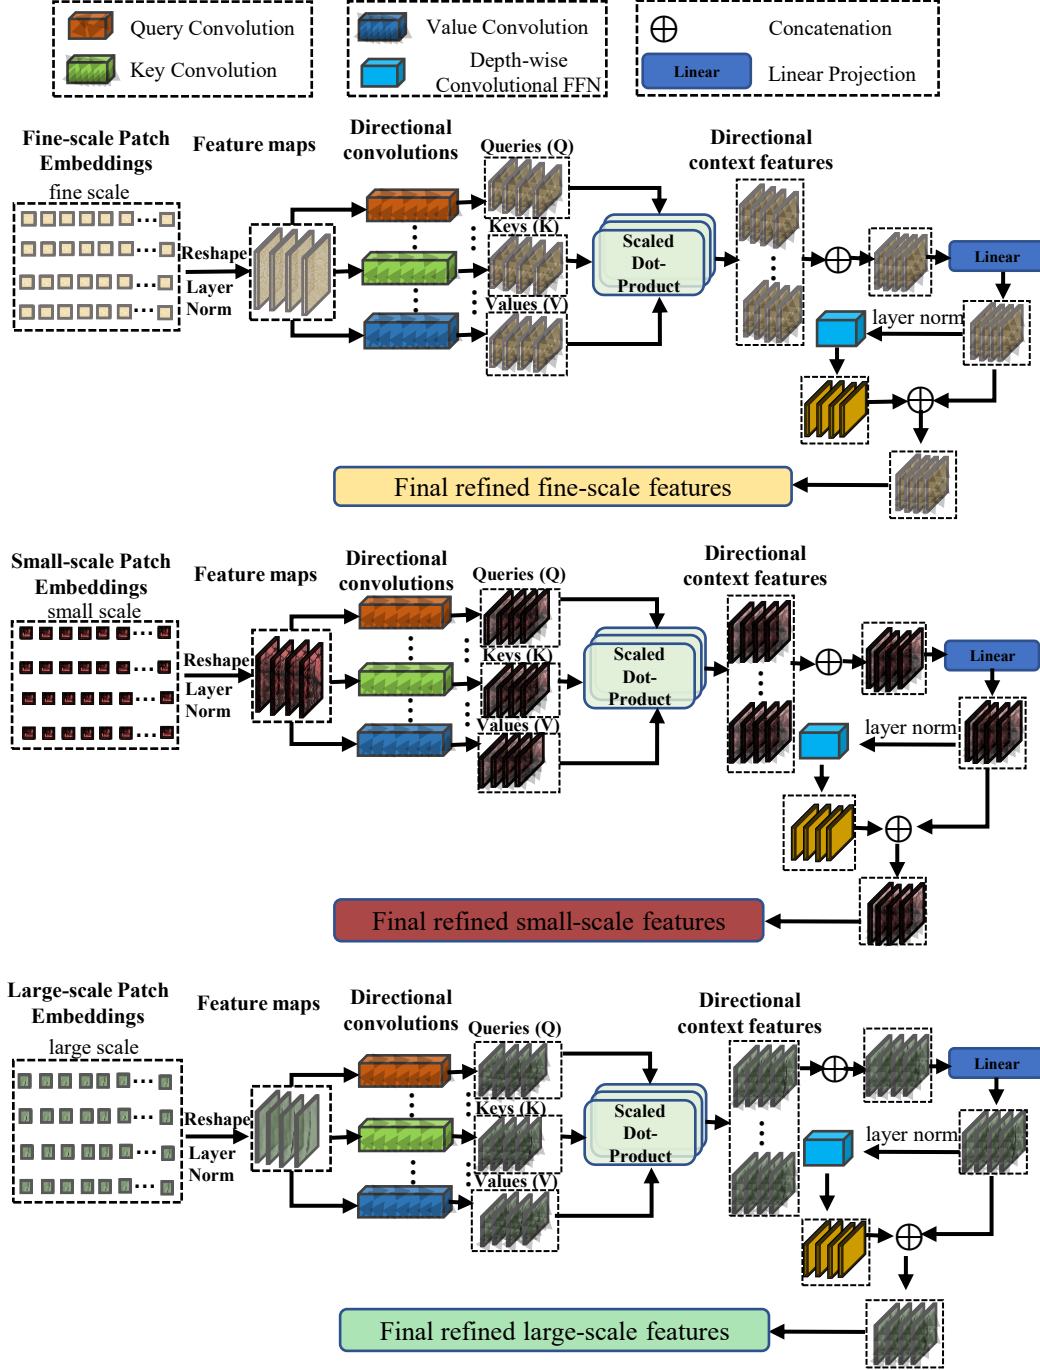 Query Convolution
Key Convolution
Value Convolution
Depth-wise
Convolutional FFN
Concatenation
Linear
Linear Projection
Fine-scale Patch
Embeddings
fine scale
Feature maps
Directional
convolutions
Queries (Q)
Keys (K)
Values (V)
Reshape
Layer
Norm
Scaled
Dot-
Product
Directional
context features
Linear
layer norm
Final refined fine-scale features
Small-scale Patch
Embeddings
small scale
Feature maps
Directional
convolutions
Queries (Q)
Keys (K)
Values (V)
Reshape
Layer
Norm
Scaled
Dot-
Product
Directional
context features
Linear
layer norm
Final refined small-scale features
Large-scale Patch
Embeddings
large scale
Feature maps
Directional
convolutions
Queries (Q)
Keys (K)
Values (V)
Reshape
Layer
Norm
Scaled
Dot-
Product
Directional
context features
Linear
layer norm
Final refined large-scale features